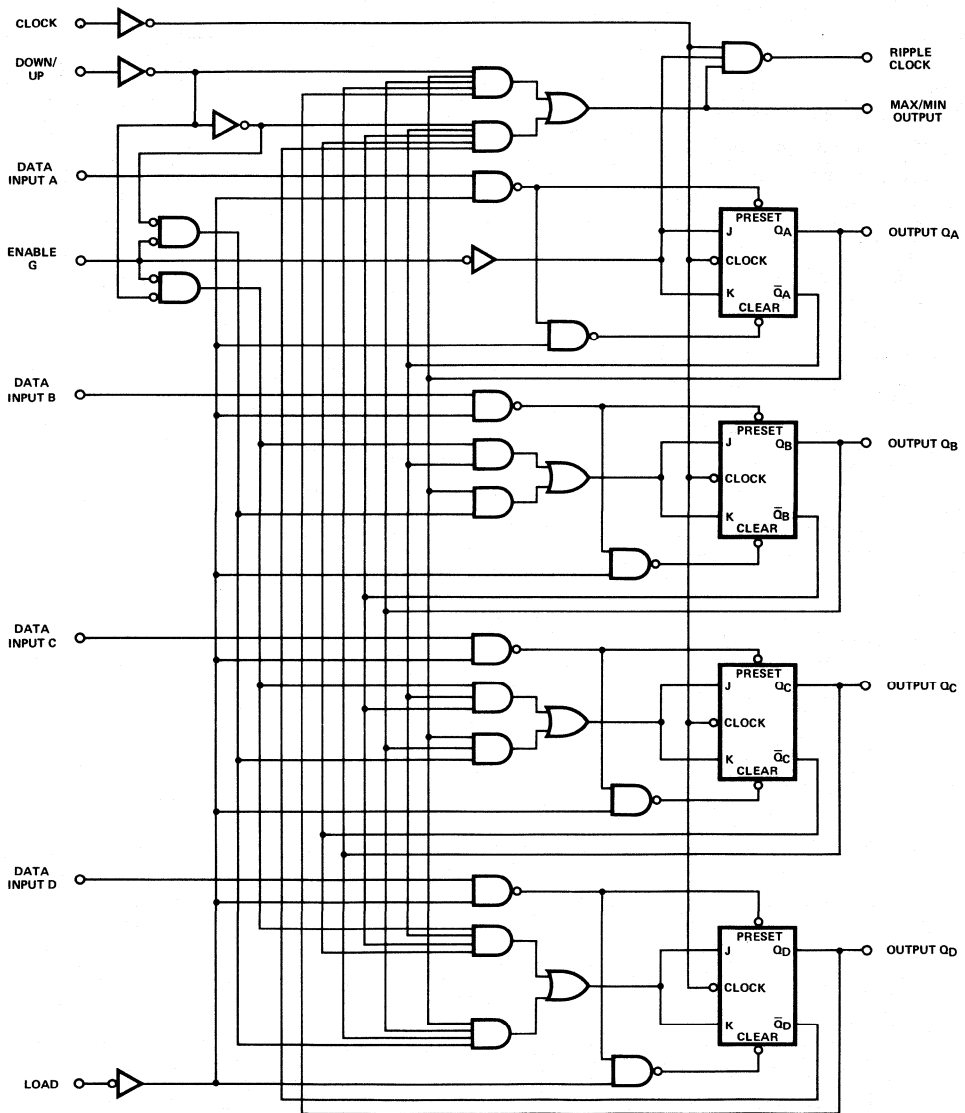 CLOCK
DOWN/
UP
RIPPLE
CLOCK
MAX/MIN
OUTPUT
DATA
INPUT A
PRESET
J
QA
CLOCK
K
Q̅A
CLEAR
OUTPUT QA
ENABLE
G
DATA
INPUT B
PRESET
J
QB
CLOCK
K
Q̅B
CLEAR
OUTPUT QB
DATA
INPUT C
PRESET
J
QC
CLOCK
K
Q̅C
CLEAR
OUTPUT QC
DATA
INPUT D
PRESET
J
QD
CLOCK
K
Q̅D
CLEAR
OUTPUT QD
LOAD